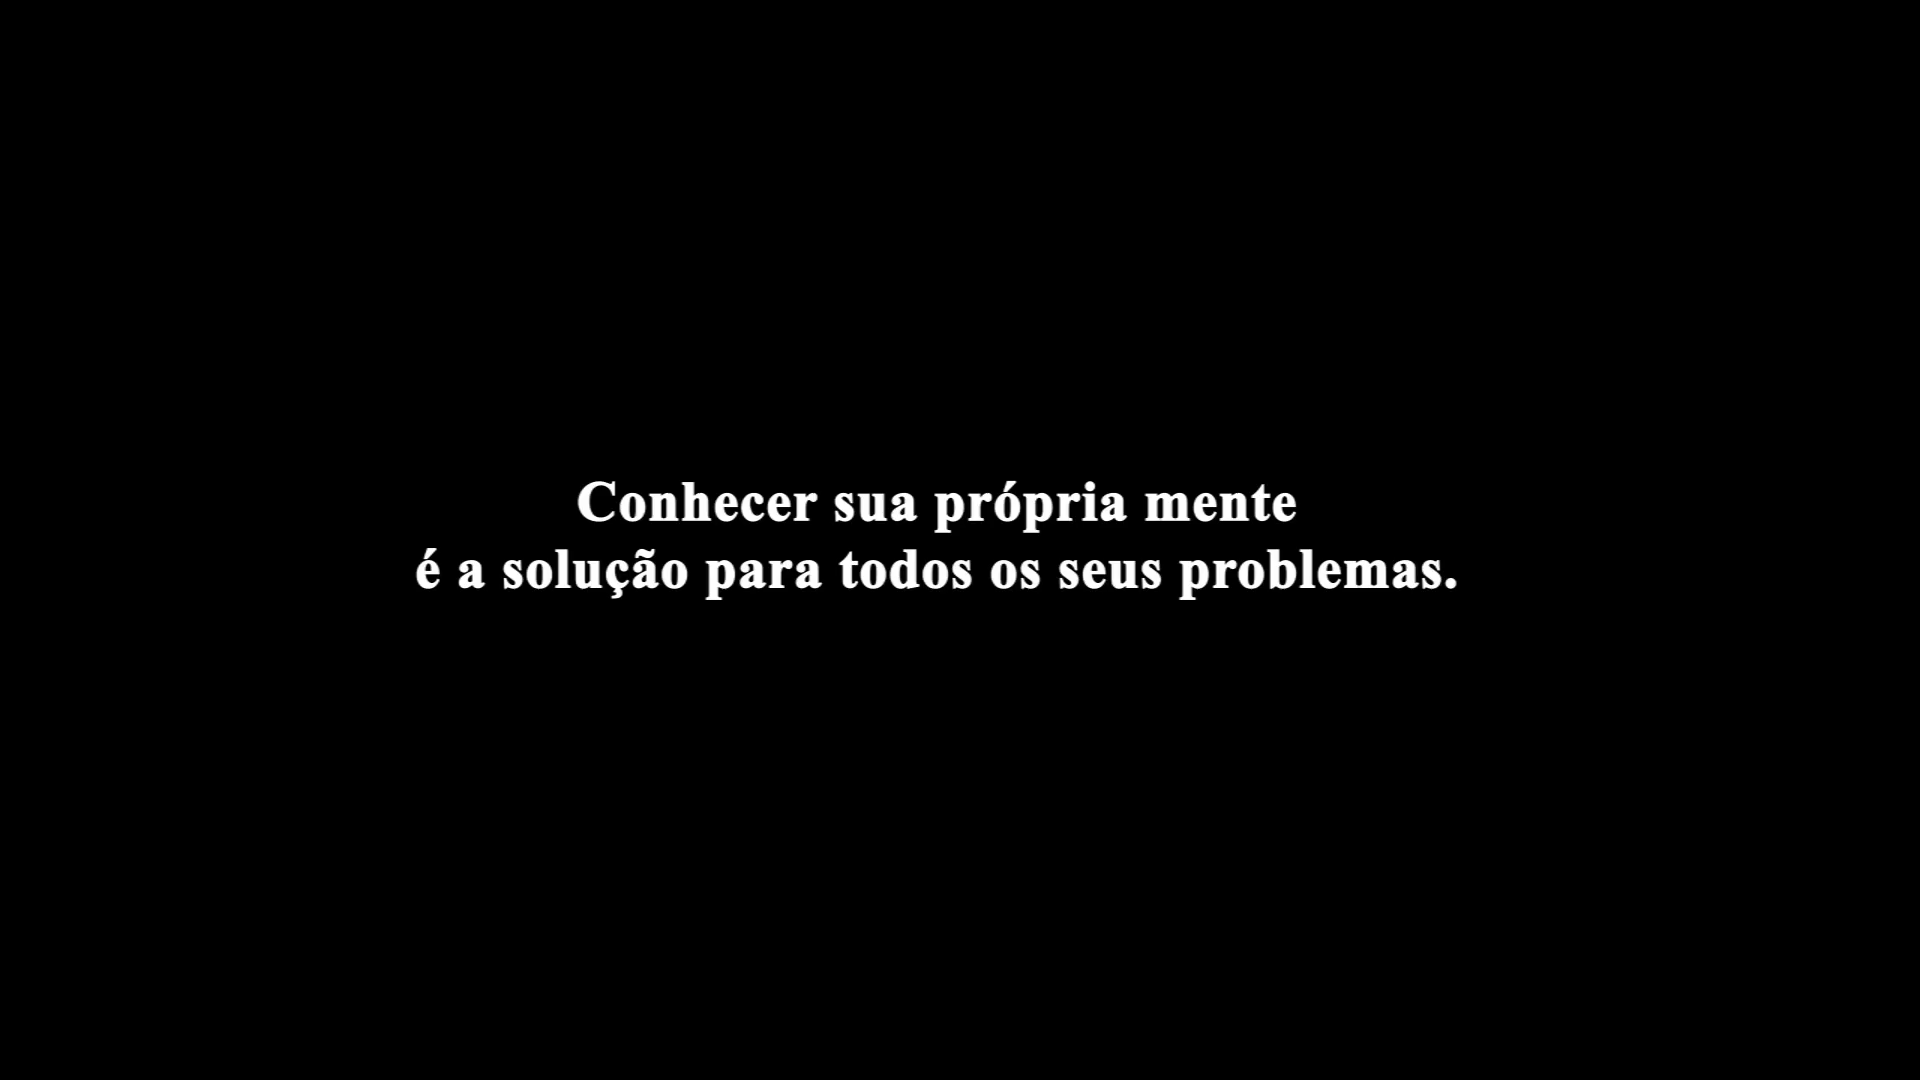 Conhecer sua própria mente
é a solução para todos os seus problemas.